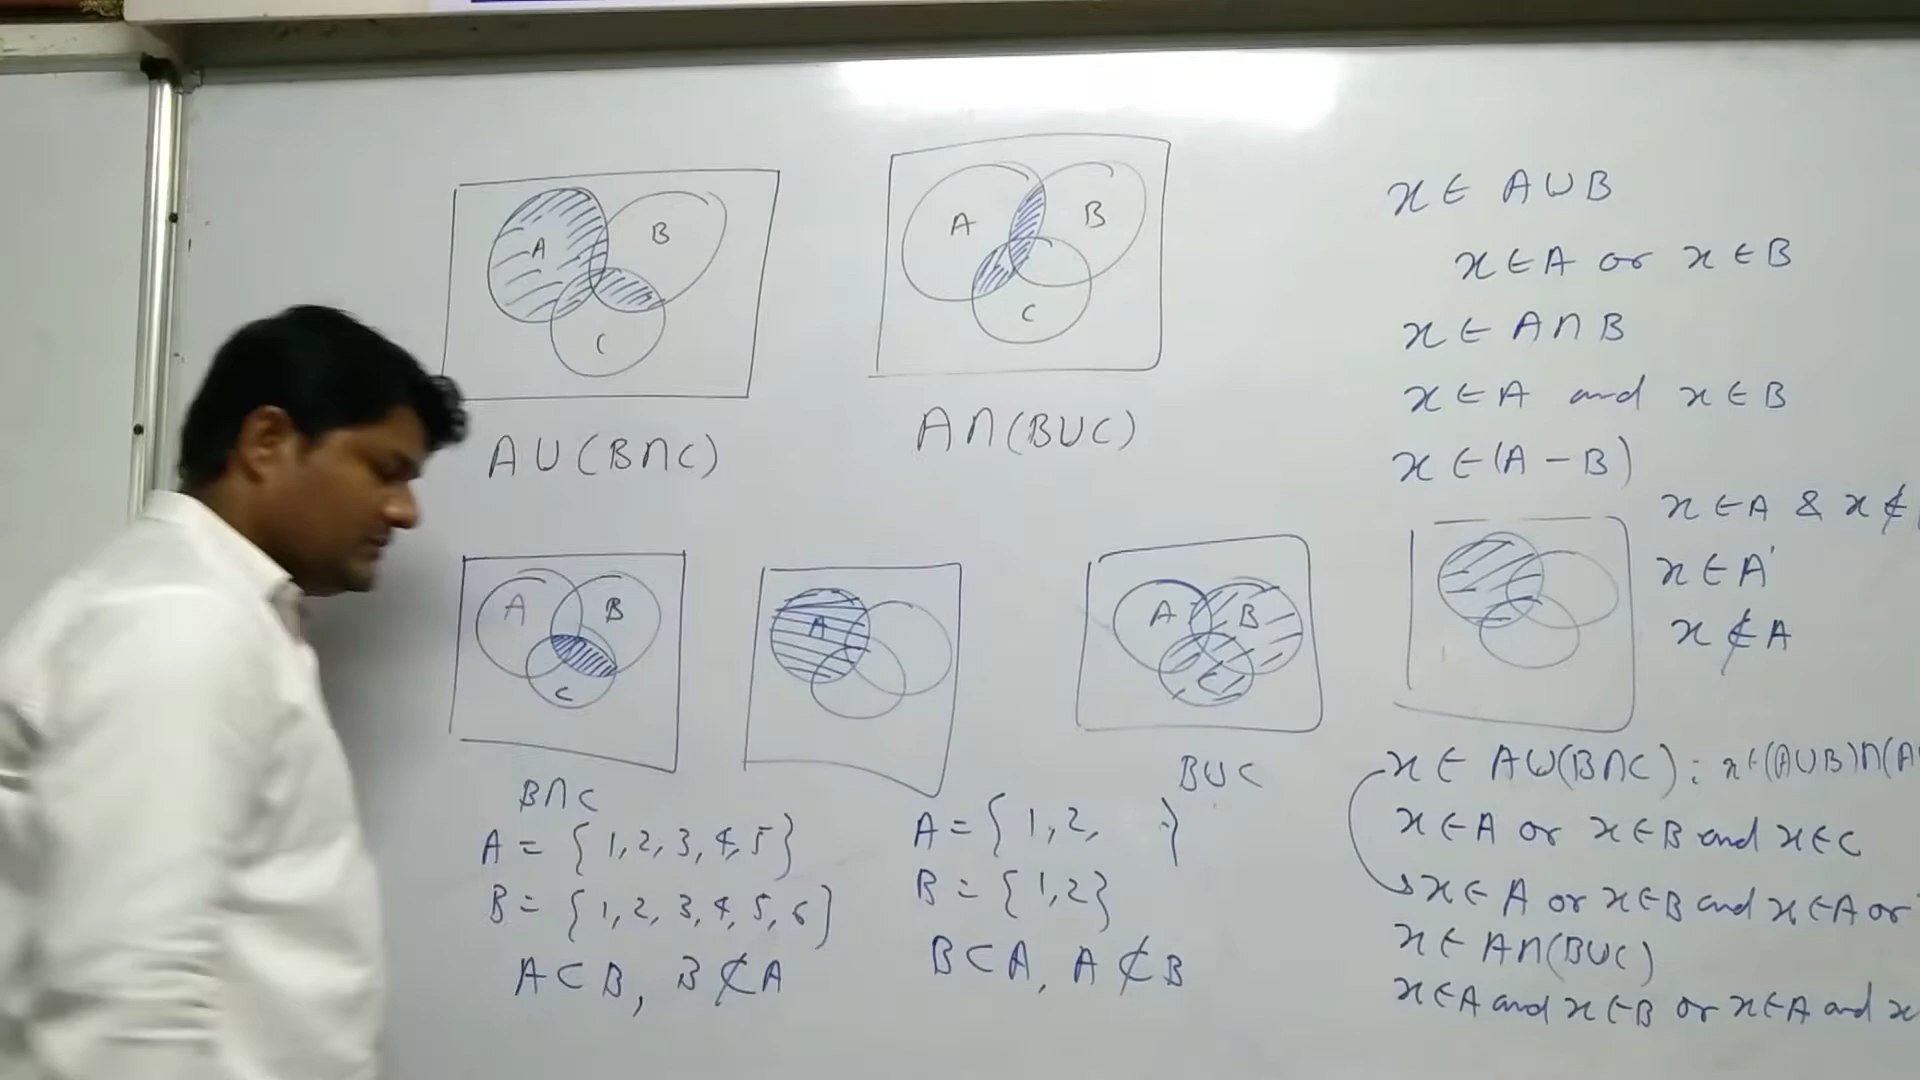 A B C
A B C
A∪(B∩C)
A∩(B∪C)
A B C
A
A B C
B∩C
B∪C
A = {1,2,3,4,5}
B = {1,2,3,4,5,6}
A⊂B, B⊄A
A = {1,2, }
B = {1,2}
B⊂A, A⊄B
x ∈ A∪B
x∈A or x∈B
x ∈ A∩B
x∈A and x∈B
x ∈ (A-B)
x∈A & x∉
x∈A'
x∉A
x∈ A∪(B∩C) : x∈(A∪B)∩(A
x∈A or x∈B and x∈C
x∈A or x∈B and x∈A or
x∈ A∩(B∪C)
x∈A and x∈B or x∈A and x